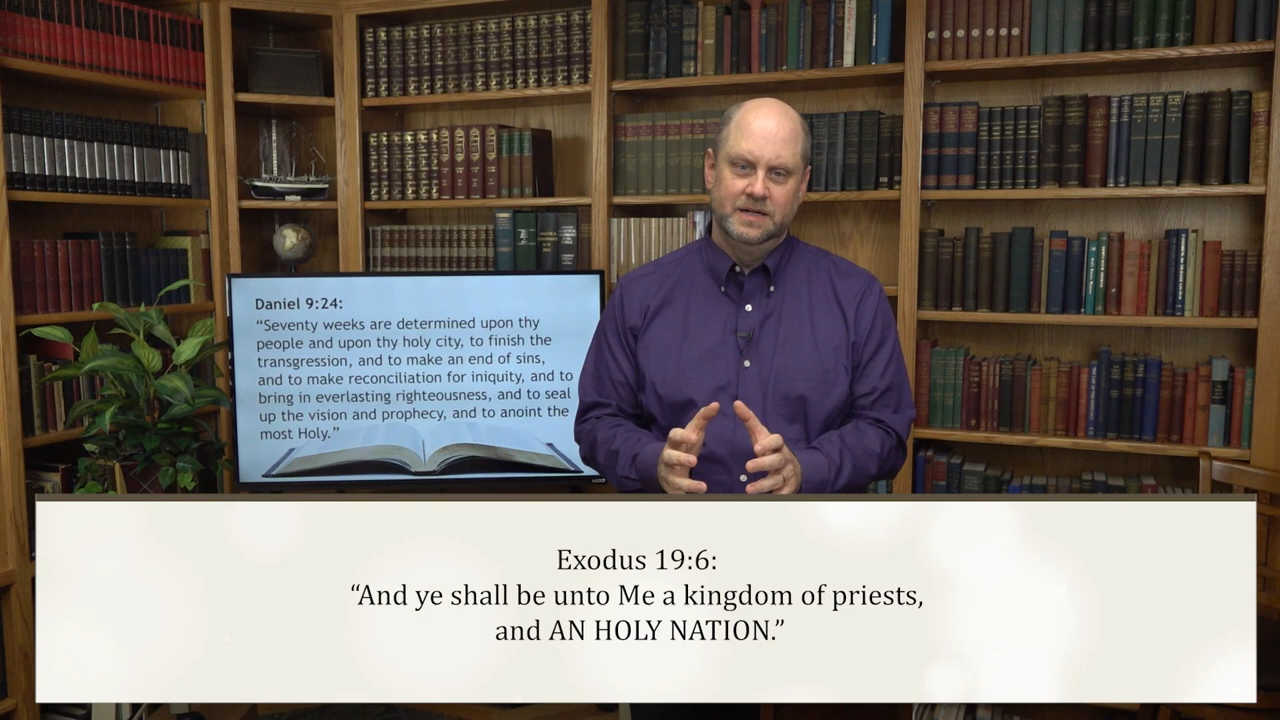 Daniel 9:24:
“Seventy weeks are determined upon thy
people and upon thy holy city, to finish the
transgression, and to make an end of sins,
and to make reconciliation for iniquity, and to
bring in everlasting righteousness, and to seal
up the vision and prophecy, and to anoint the
most Holy.”
Exodus 19:6:
“And ye shall be unto Me a kingdom of priests,
and AN HOLY NATION.”